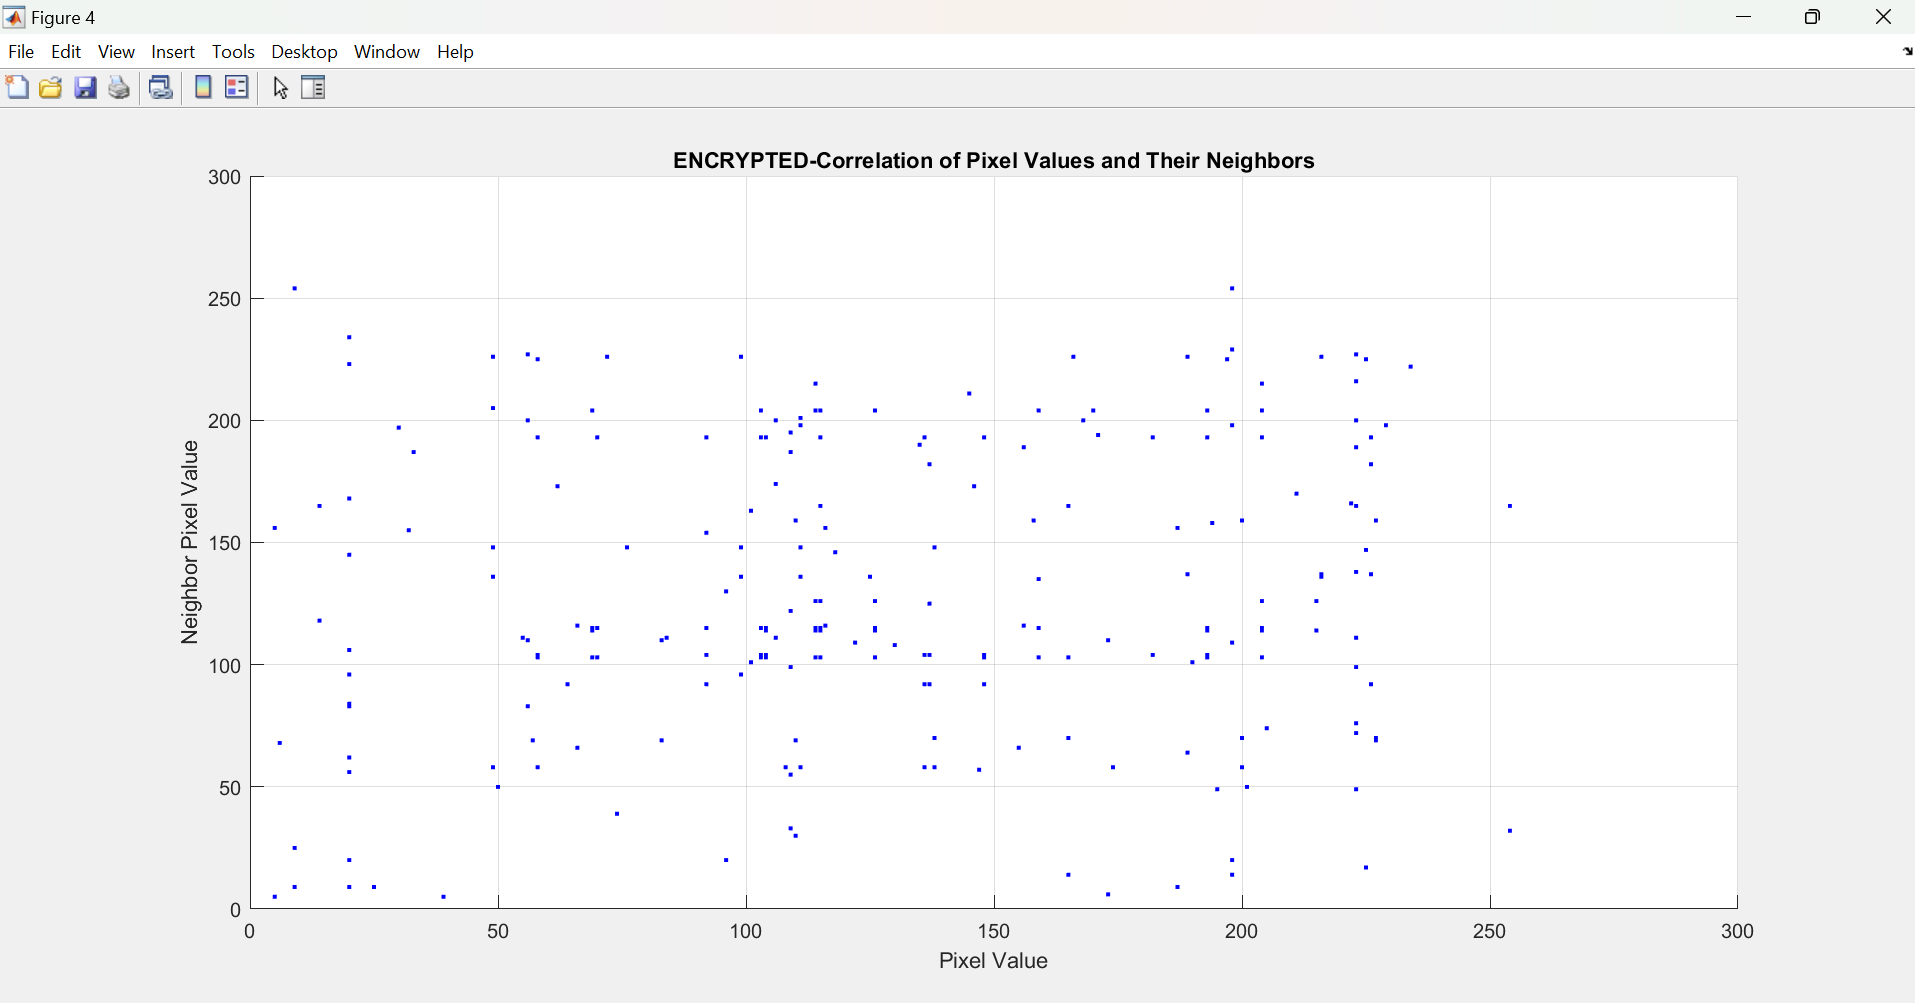 Figure 4
File Edit View Insert Tools Desktop Window Help
ENCRYPTED-Correlation of Pixel Values and Their Neighbors
300
250
200
150
100
50
0
Neighbor Pixel Value
0 50 100 150 200 250 300
Pixel Value